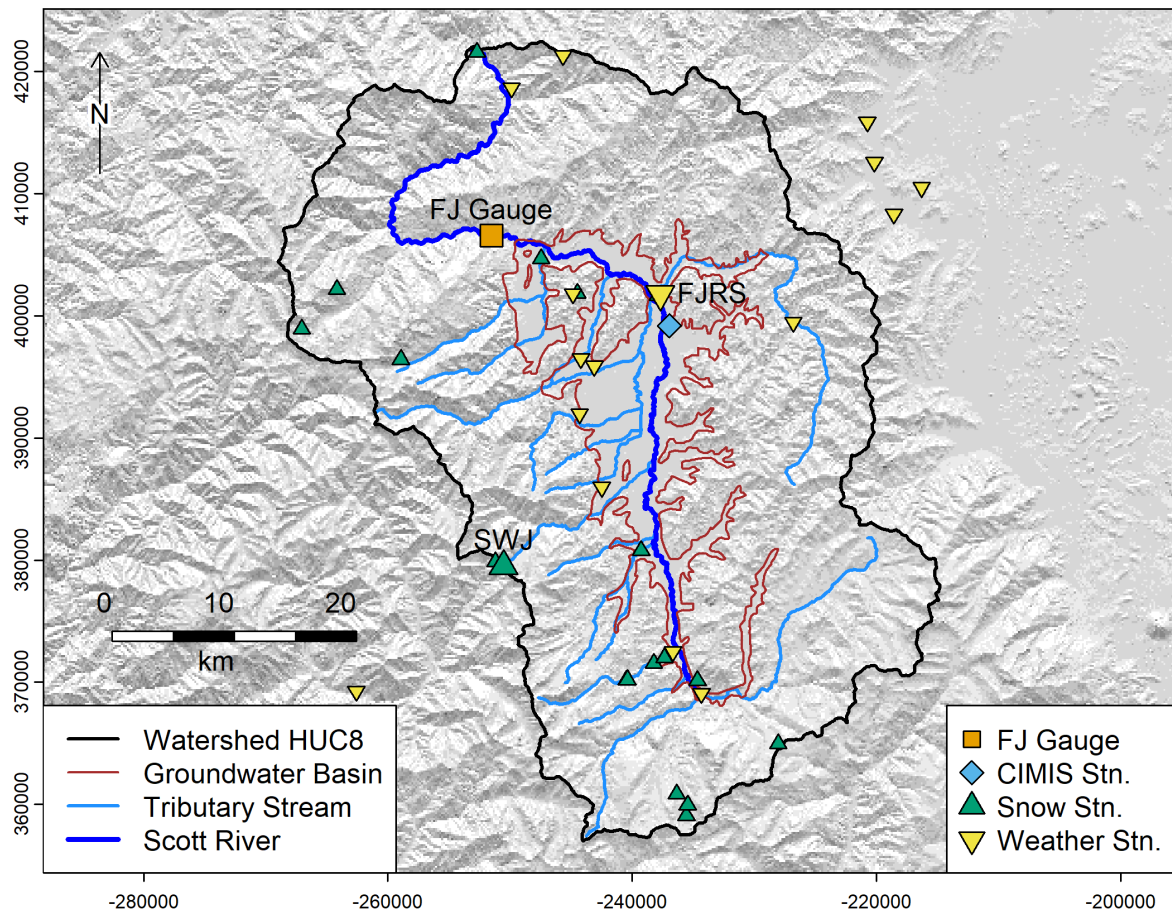 420000
410000
400000
390000
380000
370000
360000
N
FJ Gauge
FJRS
SWJ
0 10 20
km
Watershed HUC8
Groundwater Basin
Tributary Stream
Scott River
FJ Gauge
CIMIS Stn.
Snow Stn.
Weather Stn.
-280000 -260000 -240000 -220000 -200000